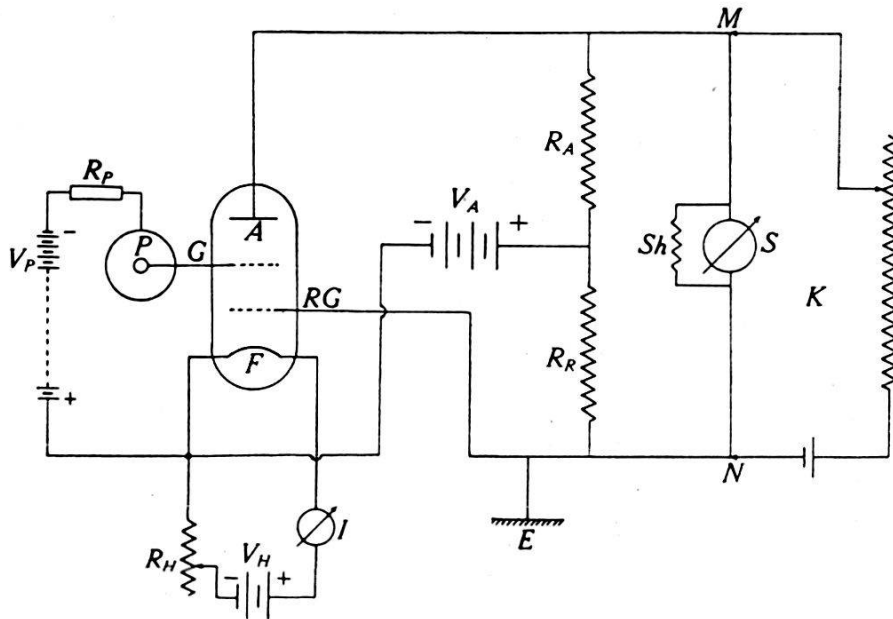 M
R_P
R_A
V_A
- +
V_P
-
P
G
A
Sh
S
RG
K
F
R_R
+
N
I
E
R_H
V_H
- +